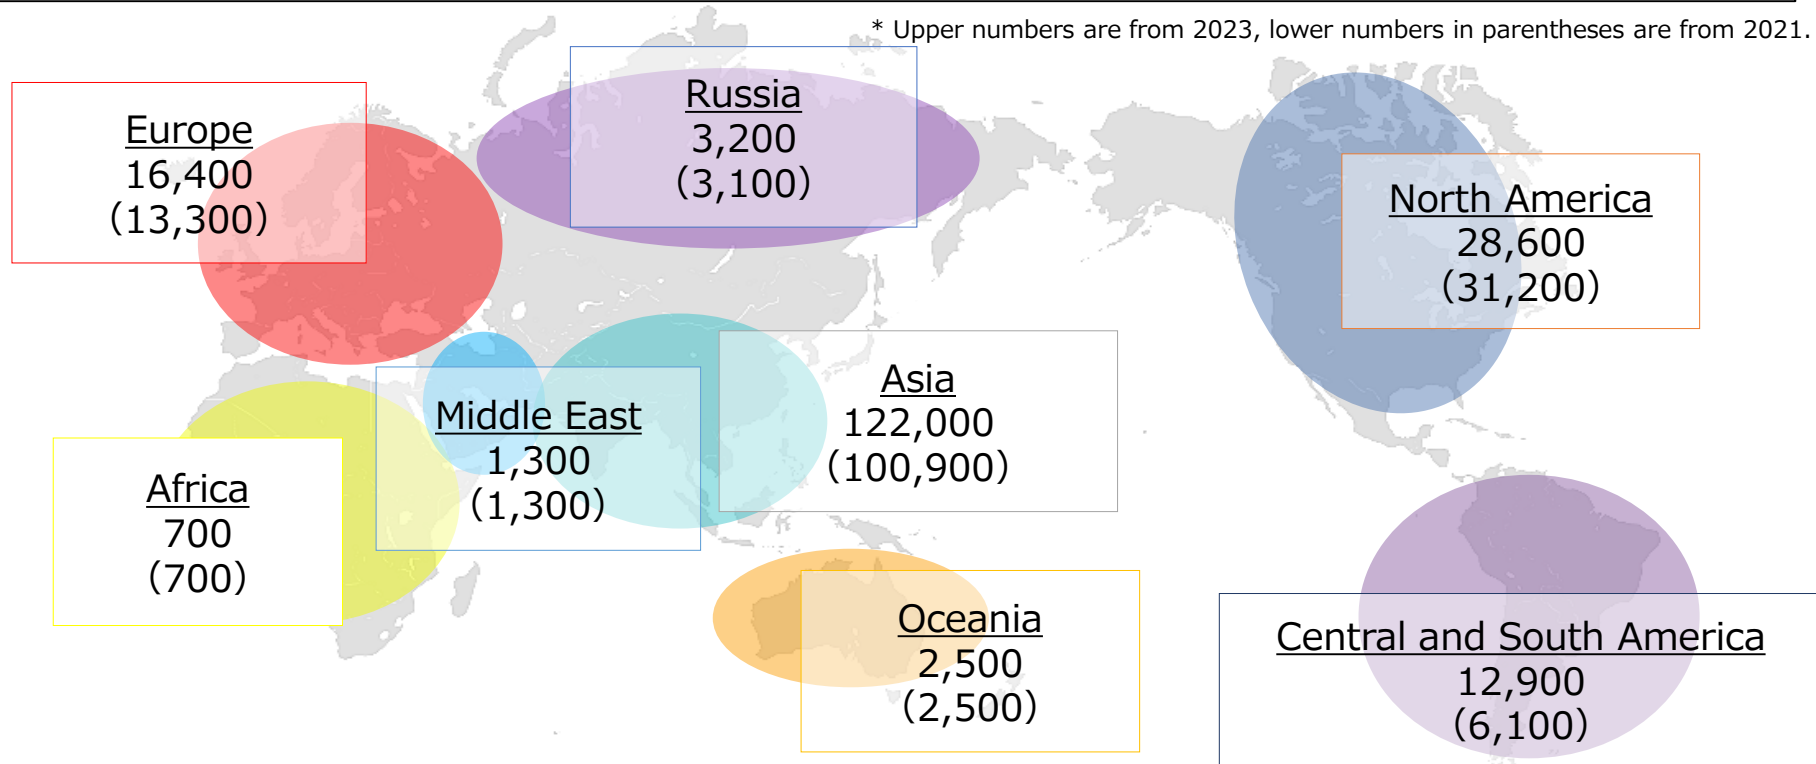 * Upper numbers are from 2023, lower numbers in parentheses are from 2021.
Europe
16,400
(13,300)
Russia
3,200
(3,100)
North America
28,600
(31,200)
Asia
122,000
(100,900)
Middle East
1,300
(1,300)
Africa
700
(700)
Oceania
2,500
(2,500)
Central and South America
12,900
(6,100)